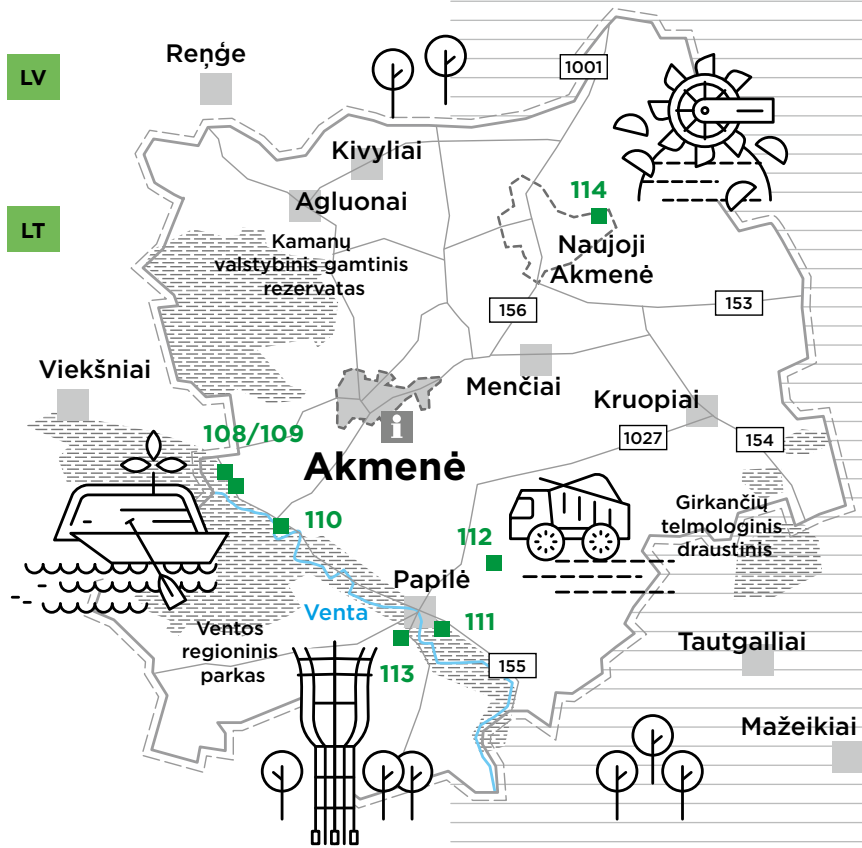 LV
Reņģe
1001
Kivyliai
114
Agluonai
LT
Kamanų
valstybinis gamtinis
rezervatas
Naujoji
Akmenė
156
153
Viekšniai
Menčiai
Kruopiai
108/109
i
1027
154
Akmenė
110
Girkančių
telmologinis
draustinis
112
Papilė
Venta
111
Ventos
regioninis
parkas
113
155
Tautgailiai
Mažeikiai